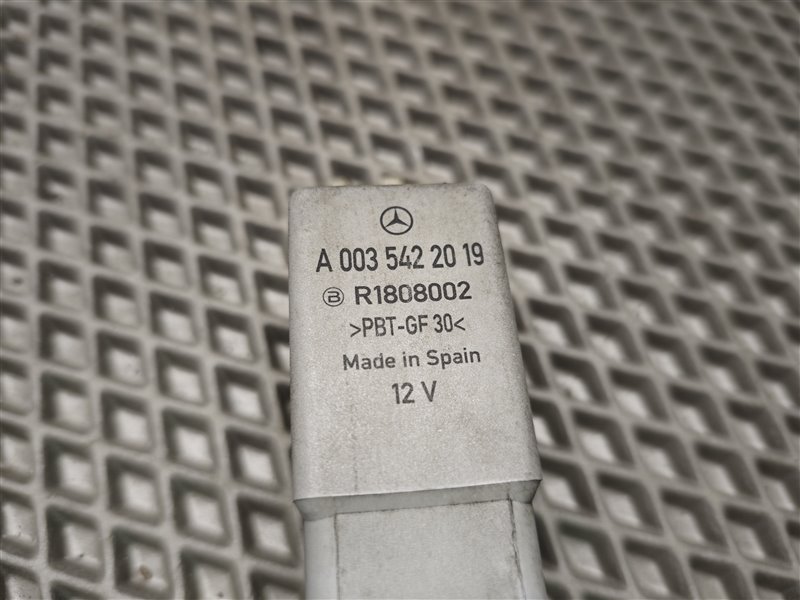 A 003 542 20 19
B R1808002
>PBT-GF 30<
Made in Spain
12 V